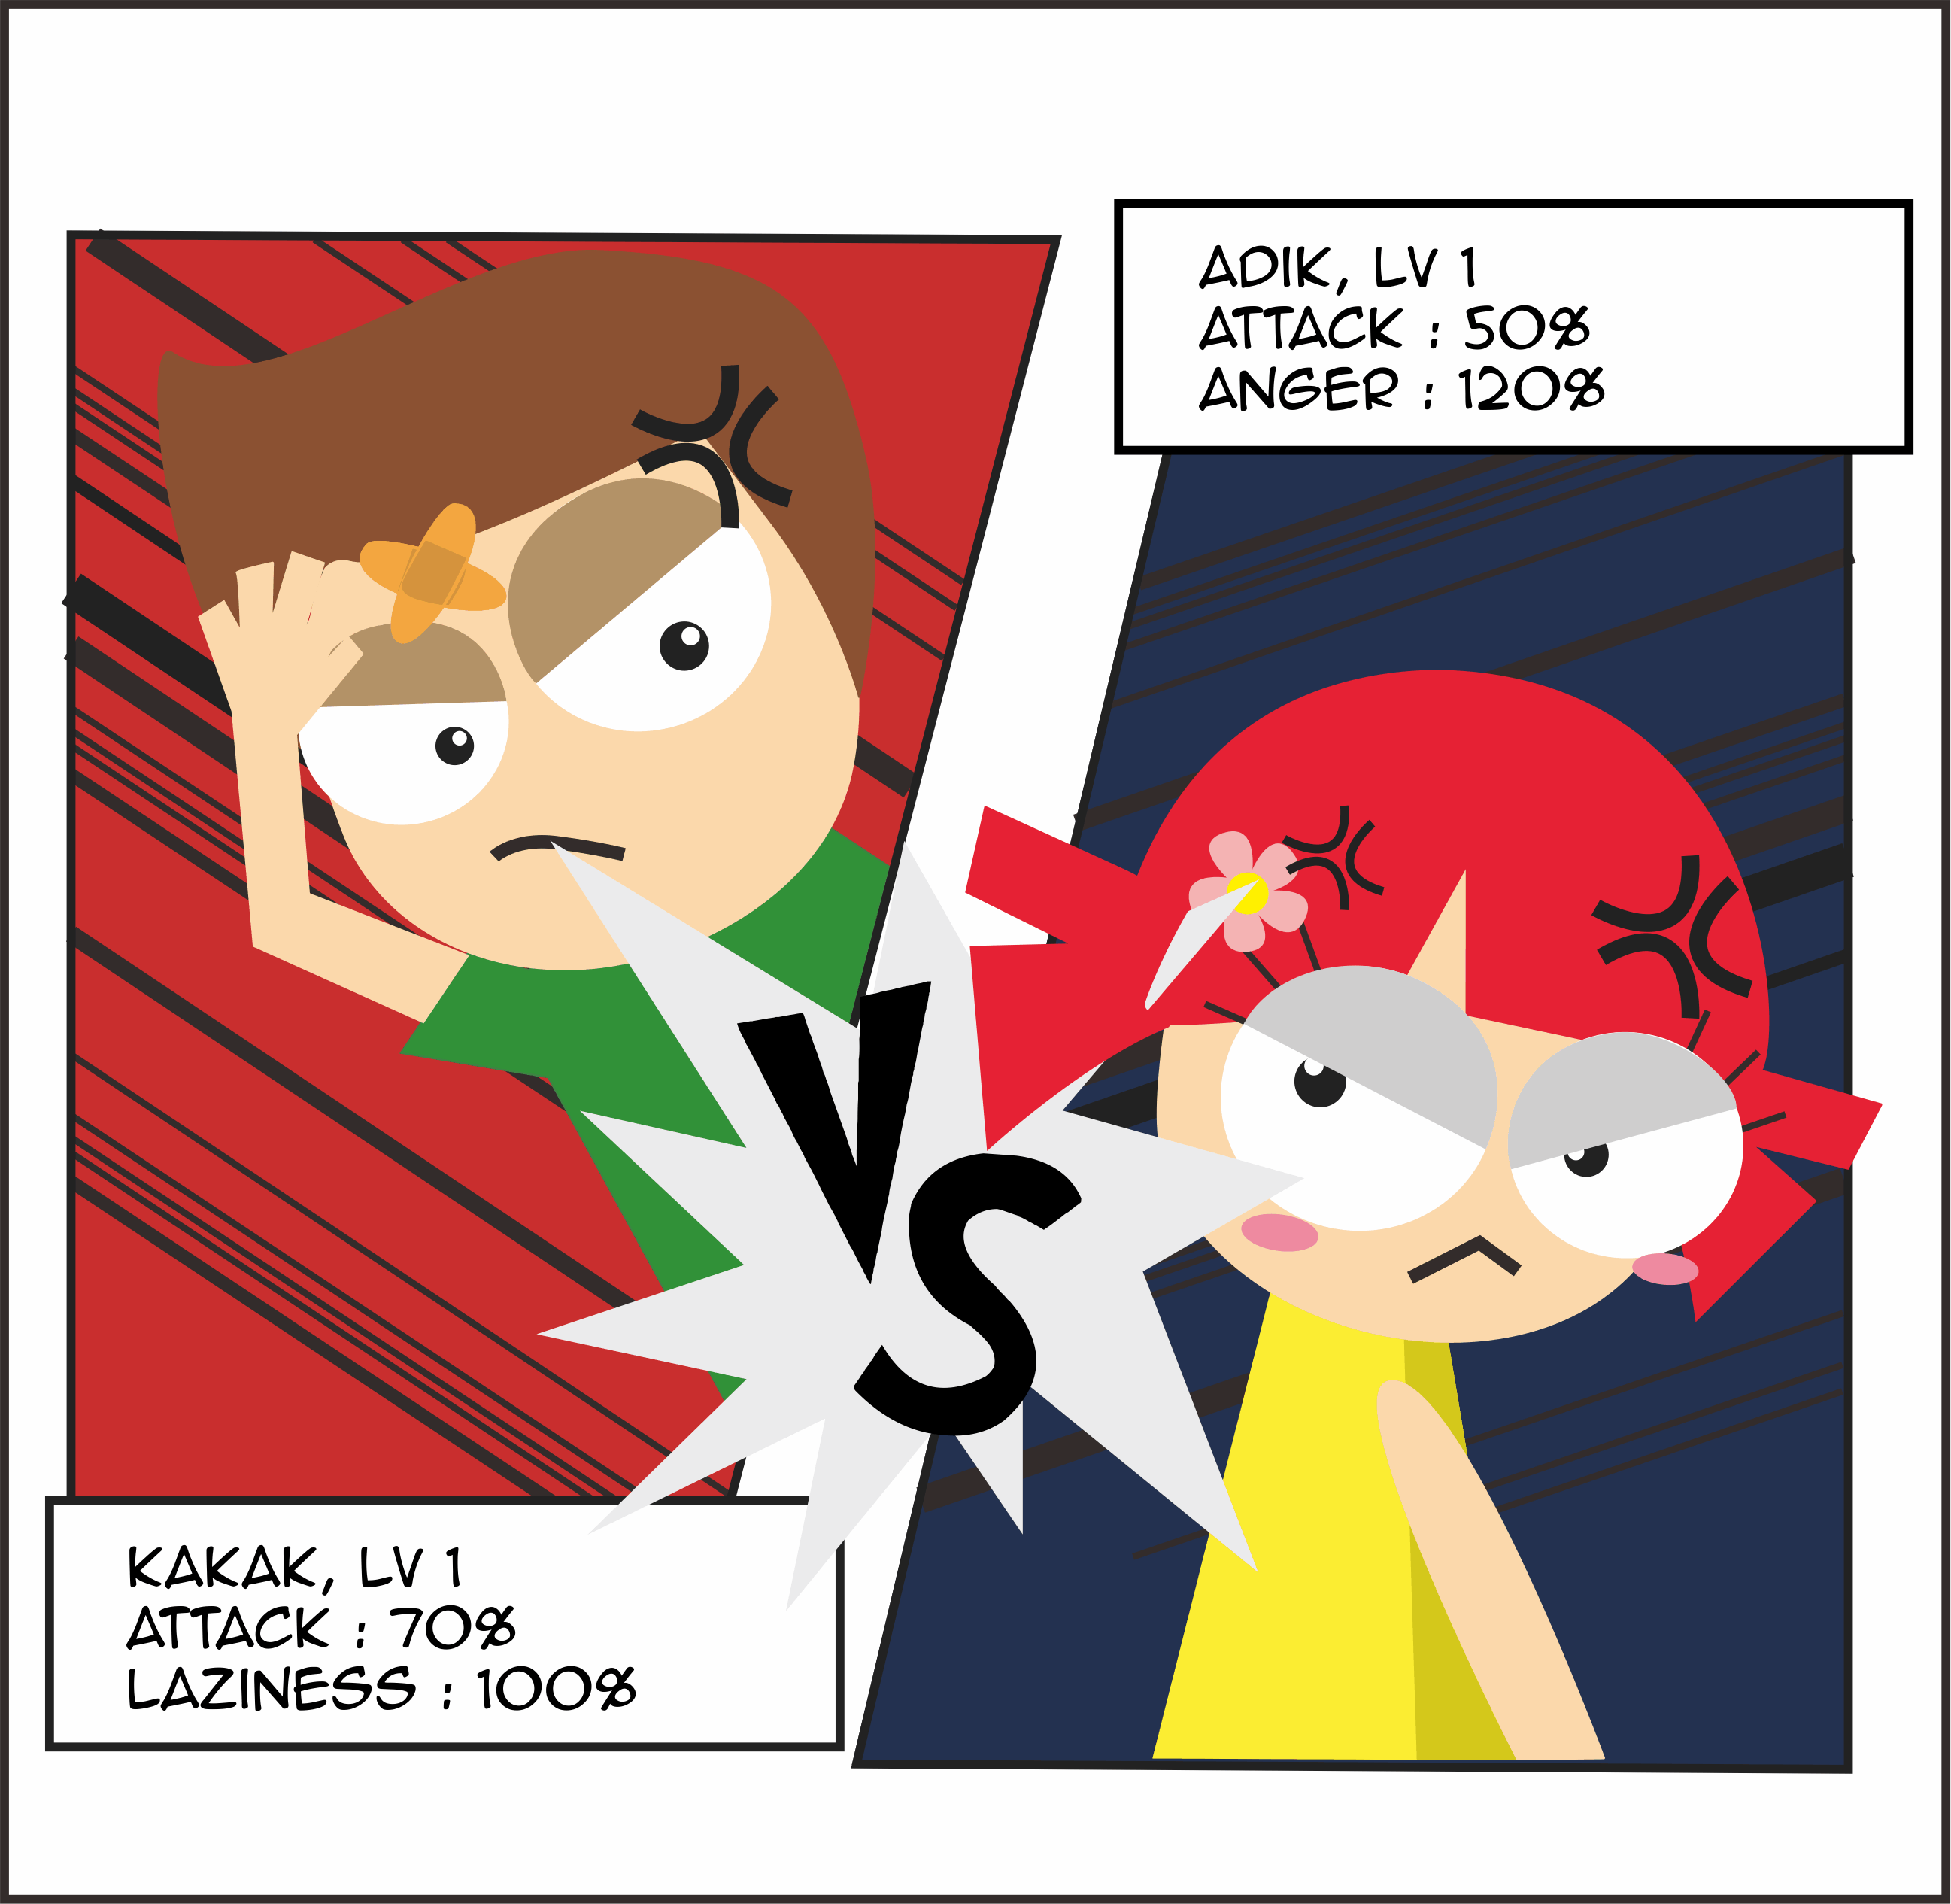 ADIK, LV 1
ATTACK : 50%
ANGER : 120%
VS
KAKAK, LV 1
ATTACK : 70%
LAZINESS : 100%